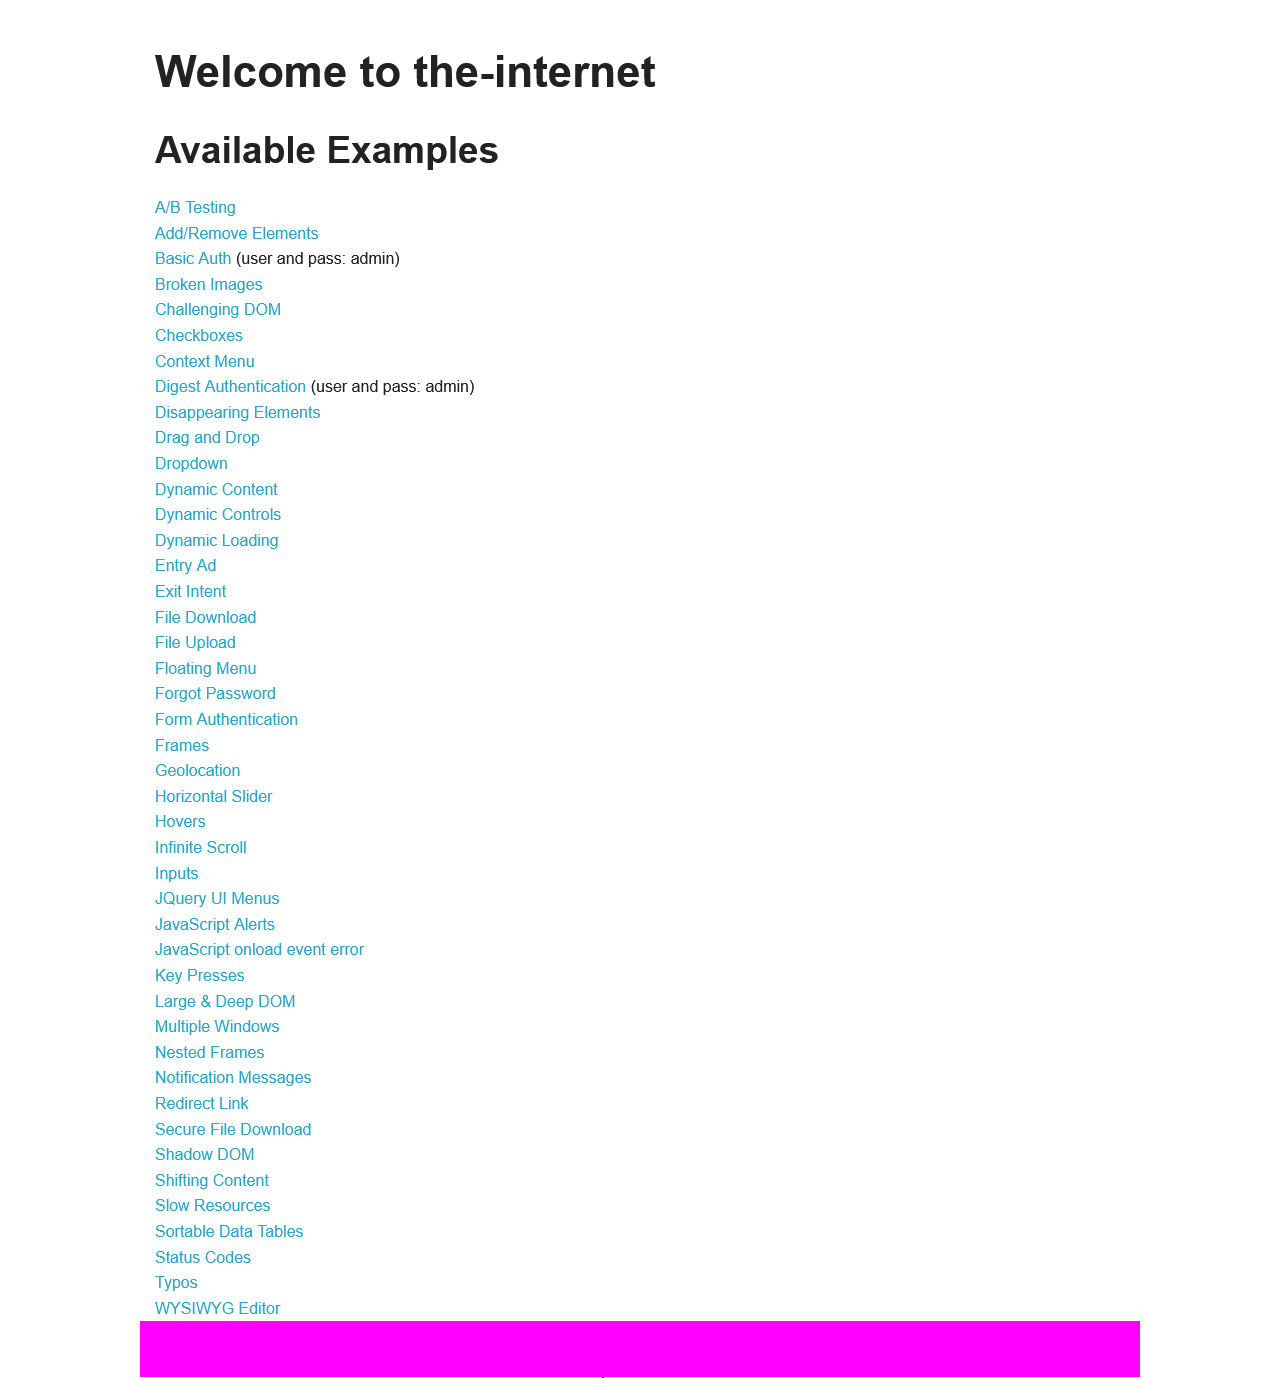 Welcome to the-internet
Available Examples
A/B Testing
Add/Remove Elements
Basic Auth (user and pass: admin)
Broken Images
Challenging DOM
Checkboxes
Context Menu
Digest Authentication (user and pass: admin)
Disappearing Elements
Drag and Drop
Dropdown
Dynamic Content
Dynamic Controls
Dynamic Loading
Entry Ad
Exit Intent
File Download
File Upload
Floating Menu
Forgot Password
Form Authentication
Frames
Geolocation
Horizontal Slider
Hovers
Infinite Scroll
Inputs
JQuery UI Menus
JavaScript Alerts
JavaScript onload event error
Key Presses
Large & Deep DOM
Multiple Windows
Nested Frames
Notification Messages
Redirect Link
Secure File Download
Shadow DOM
Shifting Content
Slow Resources
Sortable Data Tables
Status Codes
Typos
WYSIWYG Editor